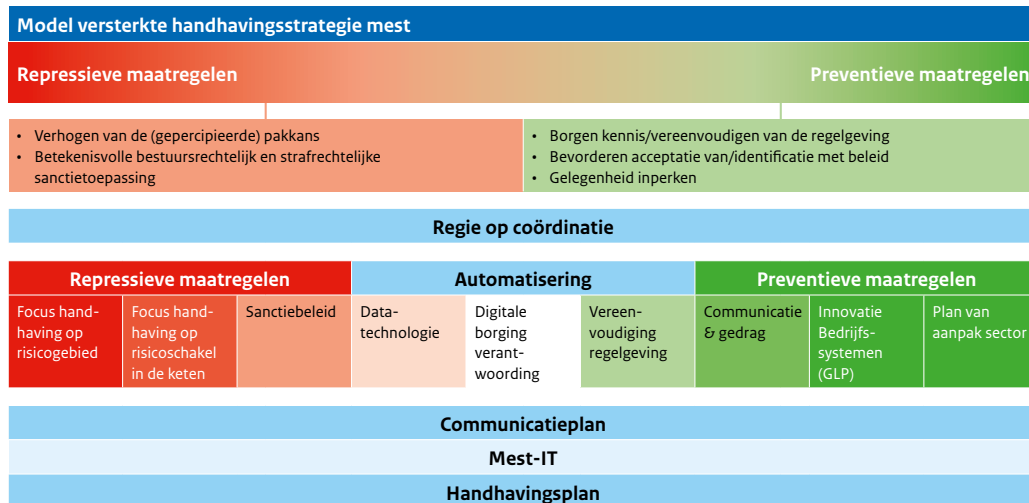 Model versterkte handhavingsstrategie mest
Repressieve maatregelen
Preventieve maatregelen
• Verhogen van de (gepercipieerde) pakkans
• Betekenisvolle bestuursrechtelijk en strafrechtelijke
sanctietoepassing
• Borgen kennis/vereenvoudigen van de regelgeving
• Bevorderen acceptatie van/identificatie met beleid
• Gelegenheid inperken
Regie op coördinatie
Repressieve maatregelen
Automatisering
Preventieve maatregelen
Focus hand-
having op
risicogebied
Focus hand-
having op
risicoschakel
in de keten
Sanctiebeleid
Data-
technologie
Digitale
borging
verant-
woording
Vereen-
voudiging
regelgeving
Communicatie
& gedrag
Innovatie
Bedrijfs-
systemen
(GLP)
Plan van
aanpak sector
Communicatieplan
Mest-IT
Handhavingsplan